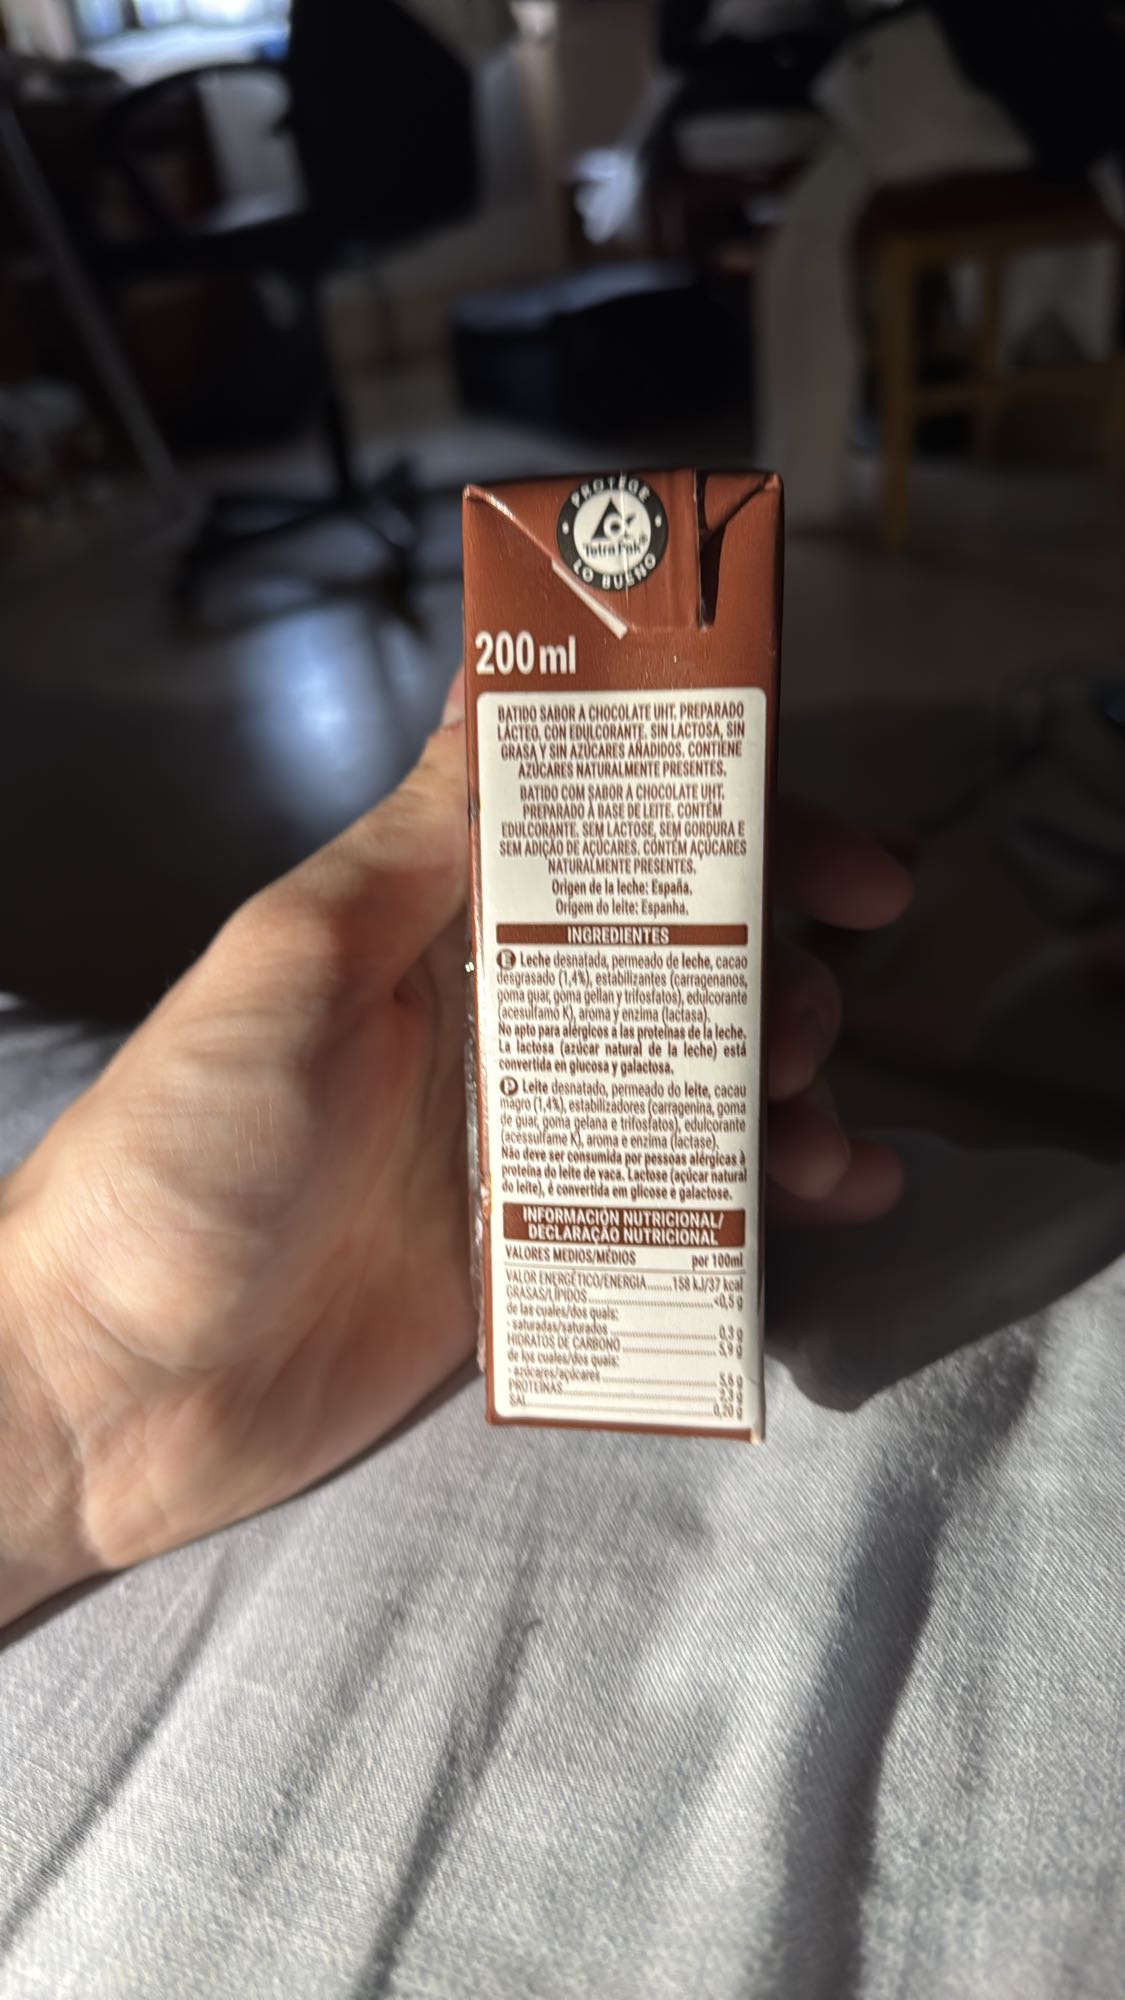 PROTEGE
Tetra Pak®
LO BUENO
200 ml
BATIDO SABOR A CHOCOLATE UHT. PREPARADO
LÁCTEO. CON EDULCORANTE. SIN LACTOSA, SIN
GRASA Y SIN AZÚCARES AÑADIDOS. CONTIENE
AZÚCARES NATURALMENTE PRESENTES.
BATIDO COM SABOR A CHOCOLATE UHT.
PREPARADO À BASE DE LEITE. CONTÉM
EDULCORANTE. SEM LACTOSE, SEM GORDURA E
SEM ADIÇÃO DE AÇÚCARES. CONTÉM AÇÚCARES
NATURALMENTE PRESENTES.
Origen de la leche: España.
Origem do leite: Espanha.
INGREDIENTES
E Leche desnatada, permeado de leche, cacao
desgrasado (1,4%), estabilizantes (carragenanos,
goma guar, goma gellan y trifosfatos), edulcorante
(acesulfamo K), aroma y enzima (lactasa).
No apto para alérgicos a las proteínas de la leche.
La lactosa (azúcar natural de la leche) está
convertida en glucosa y galactosa.
P Leite desnatado, permeado do leite, cacau
magro (1,4%), estabilizadores (carragenina, goma
de guar, goma gelana e trifosfatos), edulcorante
(acessulfame K), aroma e enzima (lactase).
Não deve ser consumida por pessoas alérgicas à
proteína do leite de vaca. Lactose (açúcar natural
do leite), é convertida em glicose e galactose.
INFORMACIÓN NUTRICIONAL/
DECLARAÇÃO NUTRICIONAL
VALORES MEDIOS/MÉDIOS por 100ml
VALOR ENERGÉTICO/ENERGIA........158 kJ/37 kcal
GRASAS/LÍPIDOS........<0,5 g
de las cuales/dos quais:
- saturadas/saturados........0,3 g
HIDRATOS DE CARBONO........5,9 g
de los cuales/dos quais:
- azúcares/açúcares........5,6 g
PROTEÍNAS
SAL........0,20 g